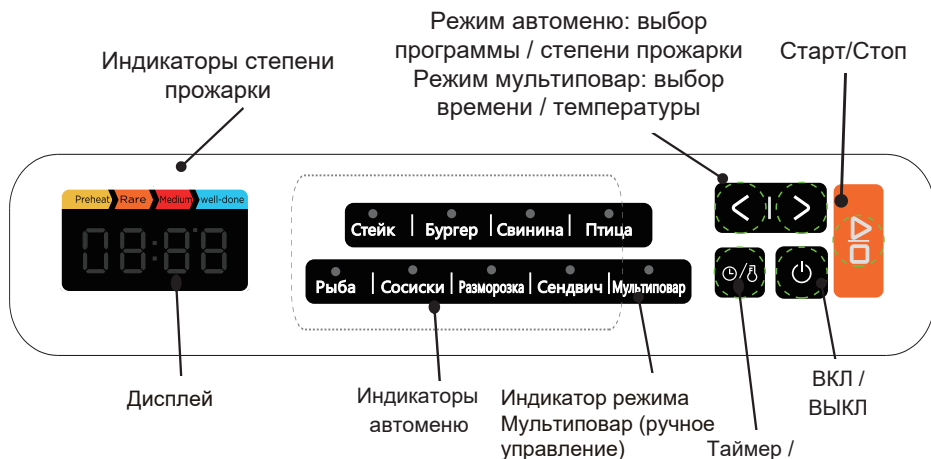 Режим автоменю: выбор
программы / степени прожарки
Режим мультиповар: выбор
времени / температуры
Старт/Стоп
Индикаторы степени
прожарки
Preheat Rare Medium well-done
08:88
Стейк | Бургер | Свинина | Птица
Рыба | Сосиски | Разморозка | Сендвич | Мультиповар
Дисплей
Индикаторы
автоменю
Индикатор режима
Мультиповар (ручное
управление)
ВКЛ /
ВЫКЛ
Таймер /